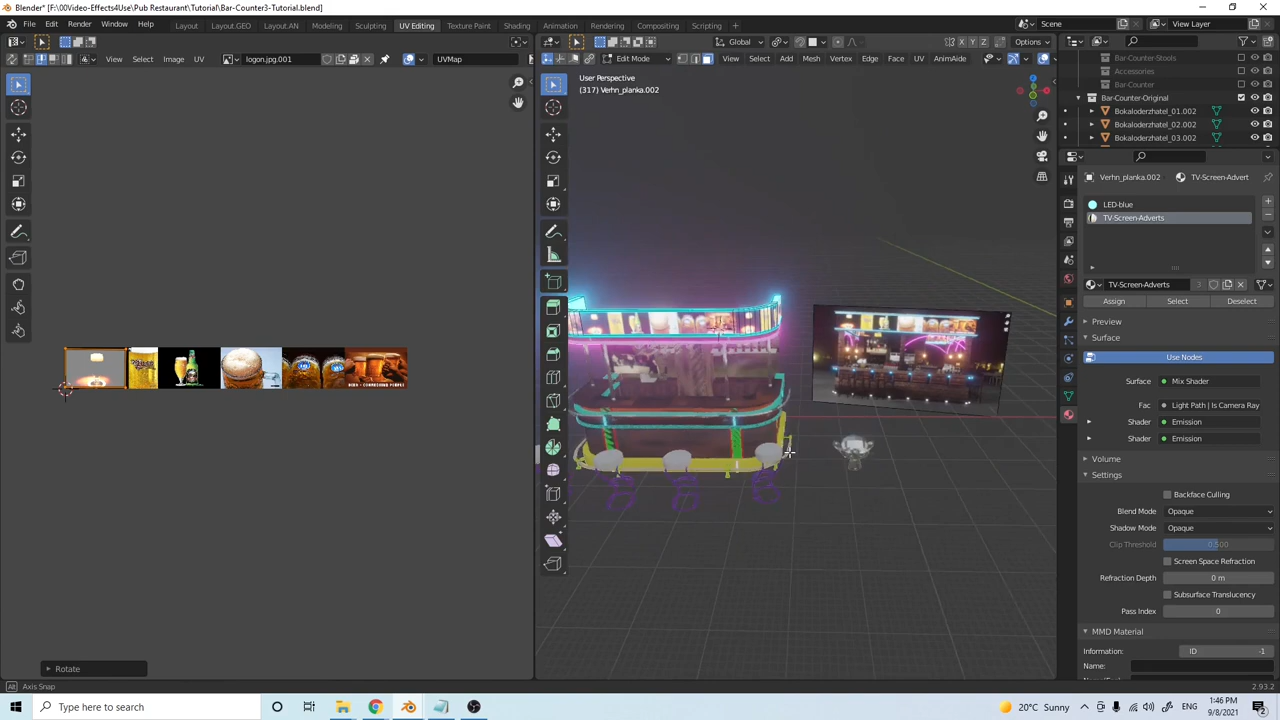 Blender* [F:\00Video-Effects4Use\Pub Restaurant\Tutorial\Bar-Counter3-Tutorial.blend]
File Edit Render Window Help Layout Layout.GEO Layout.AN Modeling Sculpting UV Editing Texture Paint Shading Animation Rendering Compositing Scripting Scene View Layer
View Select Image UV logon.jpg.001 UVMap
Global X Y Z Options
Edit Mode View Select Add Mesh Vertex Edge Face UV AnimAide
User Perspective
(317) Verhn_planka.002
Bar-Counter-Stools
Accessories
Bar-Counter
Bar-Counter-Original
Bokaloderzhatel_01.002
Bokaloderzhatel_02.002
Bokaloderzhatel_03.002
Verhn_planka.002 TV-Screen-Advert
LED-blue
TV-Screen-Adverts
TV-Screen-Adverts 3
Assign Select Deselect
Preview
Surface
Use Nodes
Surface Mix Shader
Fac Light Path | Is Camera Ray
Shader Emission
Shader Emission
Volume
Settings
Backface Culling
Blend Mode Opaque
Shadow Mode Opaque
Clip Threshold 0.500
Screen Space Refraction
Refraction Depth 0 m
Subsurface Translucency
Pass Index 0
MMD Material
Information: ID -1
Name:
Rotate
Alt Axis Snap
2.93.2
Type here to search
20°C Sunny
ENG
1:46 PM
9/8/2021